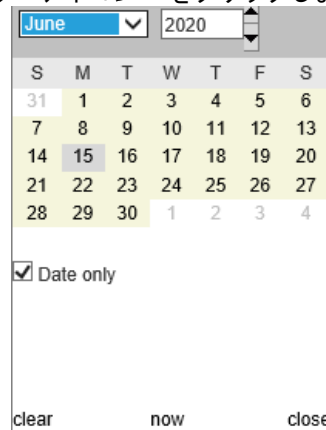 June 2020
S M T W T F S
31 1 2 3 4 5 6
7 8 9 10 11 12 13
14 15 16 17 18 19 20
21 22 23 24 25 26 27
28 29 30 1 2 3 4
Date only
clear now close